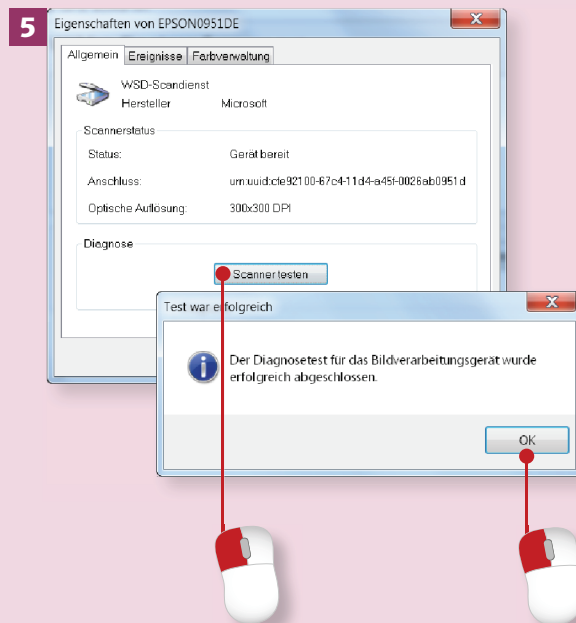 5
Eigenschaften von EPSON0951DE
Allgemein Ereignisse Farbverwaltung
WSD-Scandienst
Hersteller Microsoft
Scannerstatus
Status: Gerät bereit
Anschluss: urn:uuid:cfe92100-67c4-11d4-a45f-0026ab0951d
Optische Auflösung: 300x300 DPI
Diagnose
Scanner testen
Test war erfolgreich
Der Diagnosetest für das Bildverarbeitungsgerät wurde
erfolgreich abgeschlossen.
OK